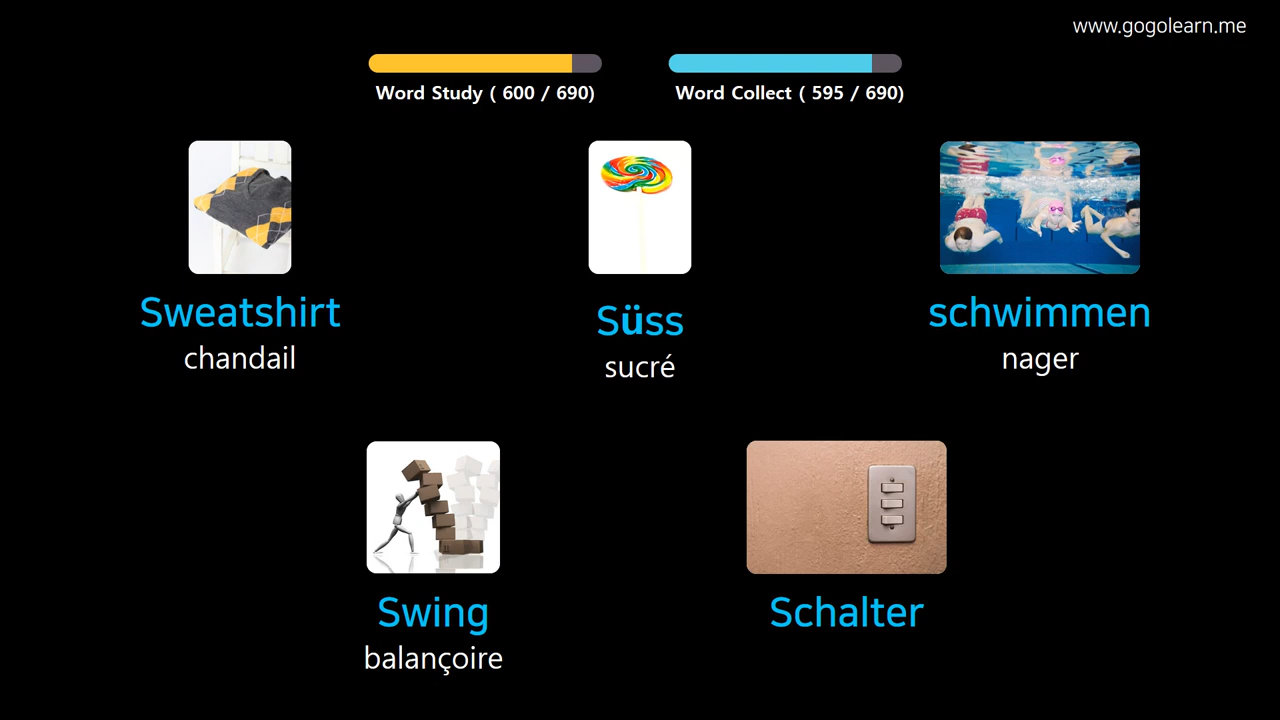 www.gogolearn.me
Word Study ( 600 / 690)
Word Collect ( 595 / 690)
Sweatshirt
chandail
Süss
sucré
schwimmen
nager
Swing
balançoire
Schalter